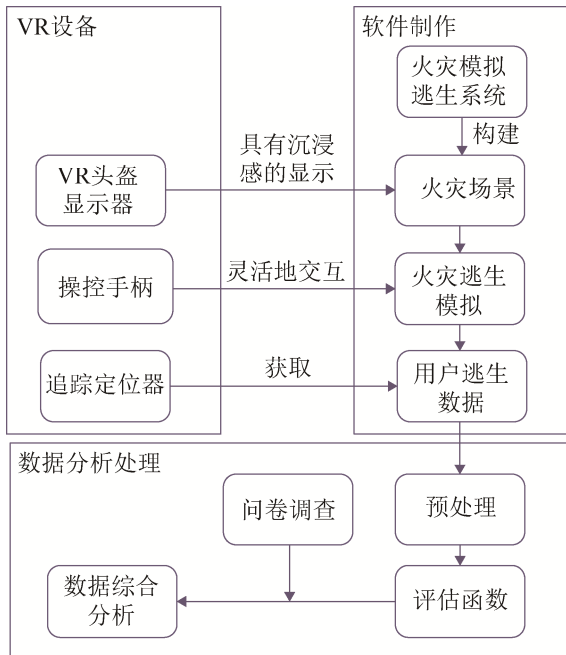 VR设备
VR头盔
显示器
操控手柄
追踪定位器
具有沉浸
感的显示
灵活地交互
获取
软件制作
火灾模拟
逃生系统
构建
火灾场景
火灾逃生
模拟
用户逃生
数据
数据分析处理
问卷调查
预处理
数据综合
分析
评估函数